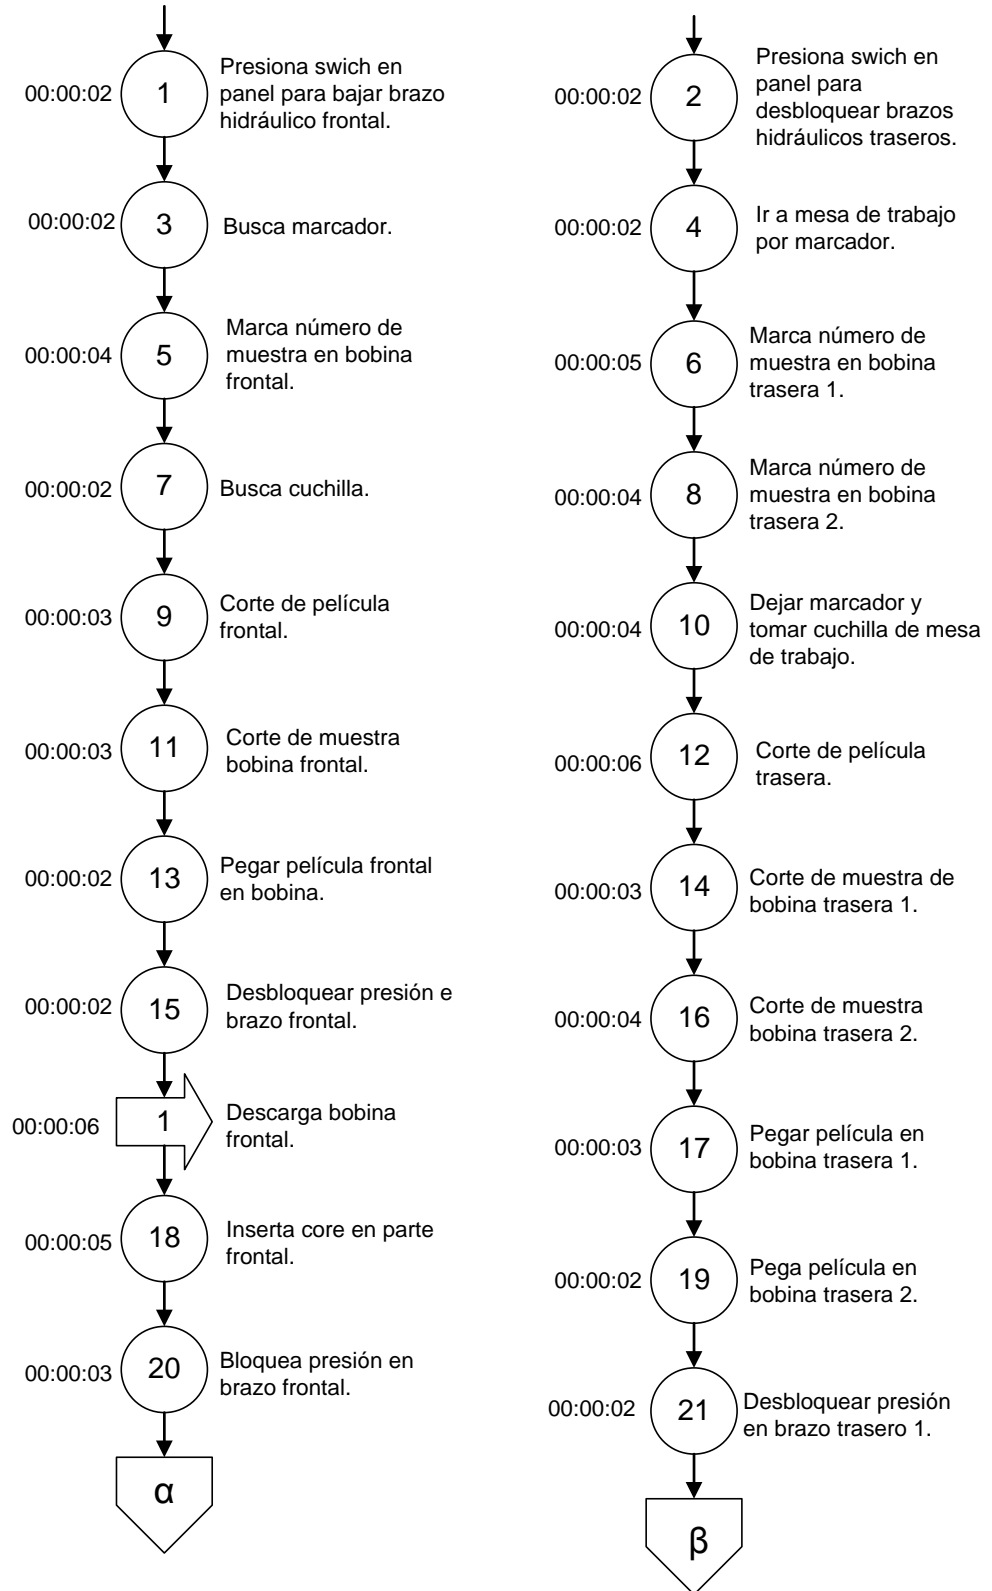 00:00:02
1
Presiona swich en
panel para bajar brazo
hidráulico frontal.
00:00:02
3
Busca marcador.
00:00:04
5
Marca número de
muestra en bobina
frontal.
00:00:02
7
Busca cuchilla.
00:00:03
9
Corte de película
frontal.
00:00:03
11
Corte de muestra
bobina frontal.
00:00:02
13
Pegar película frontal
en bobina.
00:00:02
15
Desbloquear presión e
brazo frontal.
00:00:06
1
Descarga bobina
frontal.
00:00:05
18
Inserta core en parte
frontal.
00:00:03
20
Bloquea presión en
brazo frontal.
α
00:00:02
2
Presiona swich en
panel para
desbloquear brazos
hidráulicos traseros.
00:00:02
4
Ir a mesa de trabajo
por marcador.
00:00:05
6
Marca número de
muestra en bobina
trasera 1.
00:00:04
8
Marca número de
muestra en bobina
trasera 2.
00:00:04
10
Dejar marcador y
tomar cuchilla de mesa
de trabajo.
00:00:06
12
Corte de película
trasera.
00:00:03
14
Corte de muestra de
bobina trasera 1.
00:00:04
16
Corte de muestra
bobina trasera 2.
00:00:03
17
Pegar película en
bobina trasera 1.
00:00:02
19
Pega película en
bobina trasera 2.
00:00:02
21
Desbloquear presión
en brazo trasero 1.
β